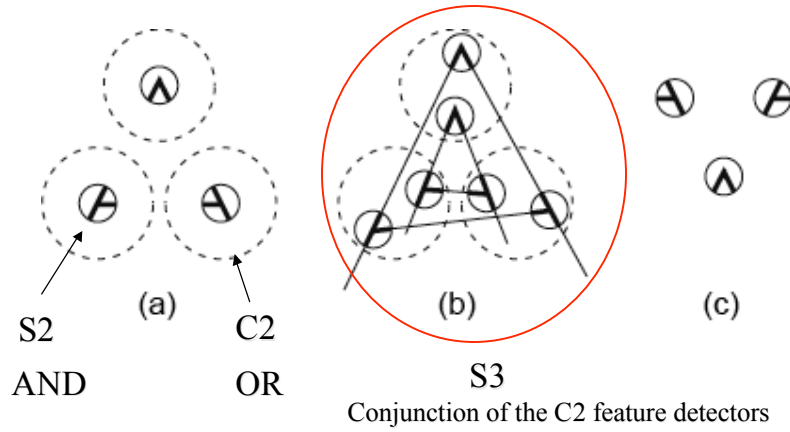 (a)
(b)
(c)
S2
C2
AND
OR
S3
Conjunction of the C2 feature detectors